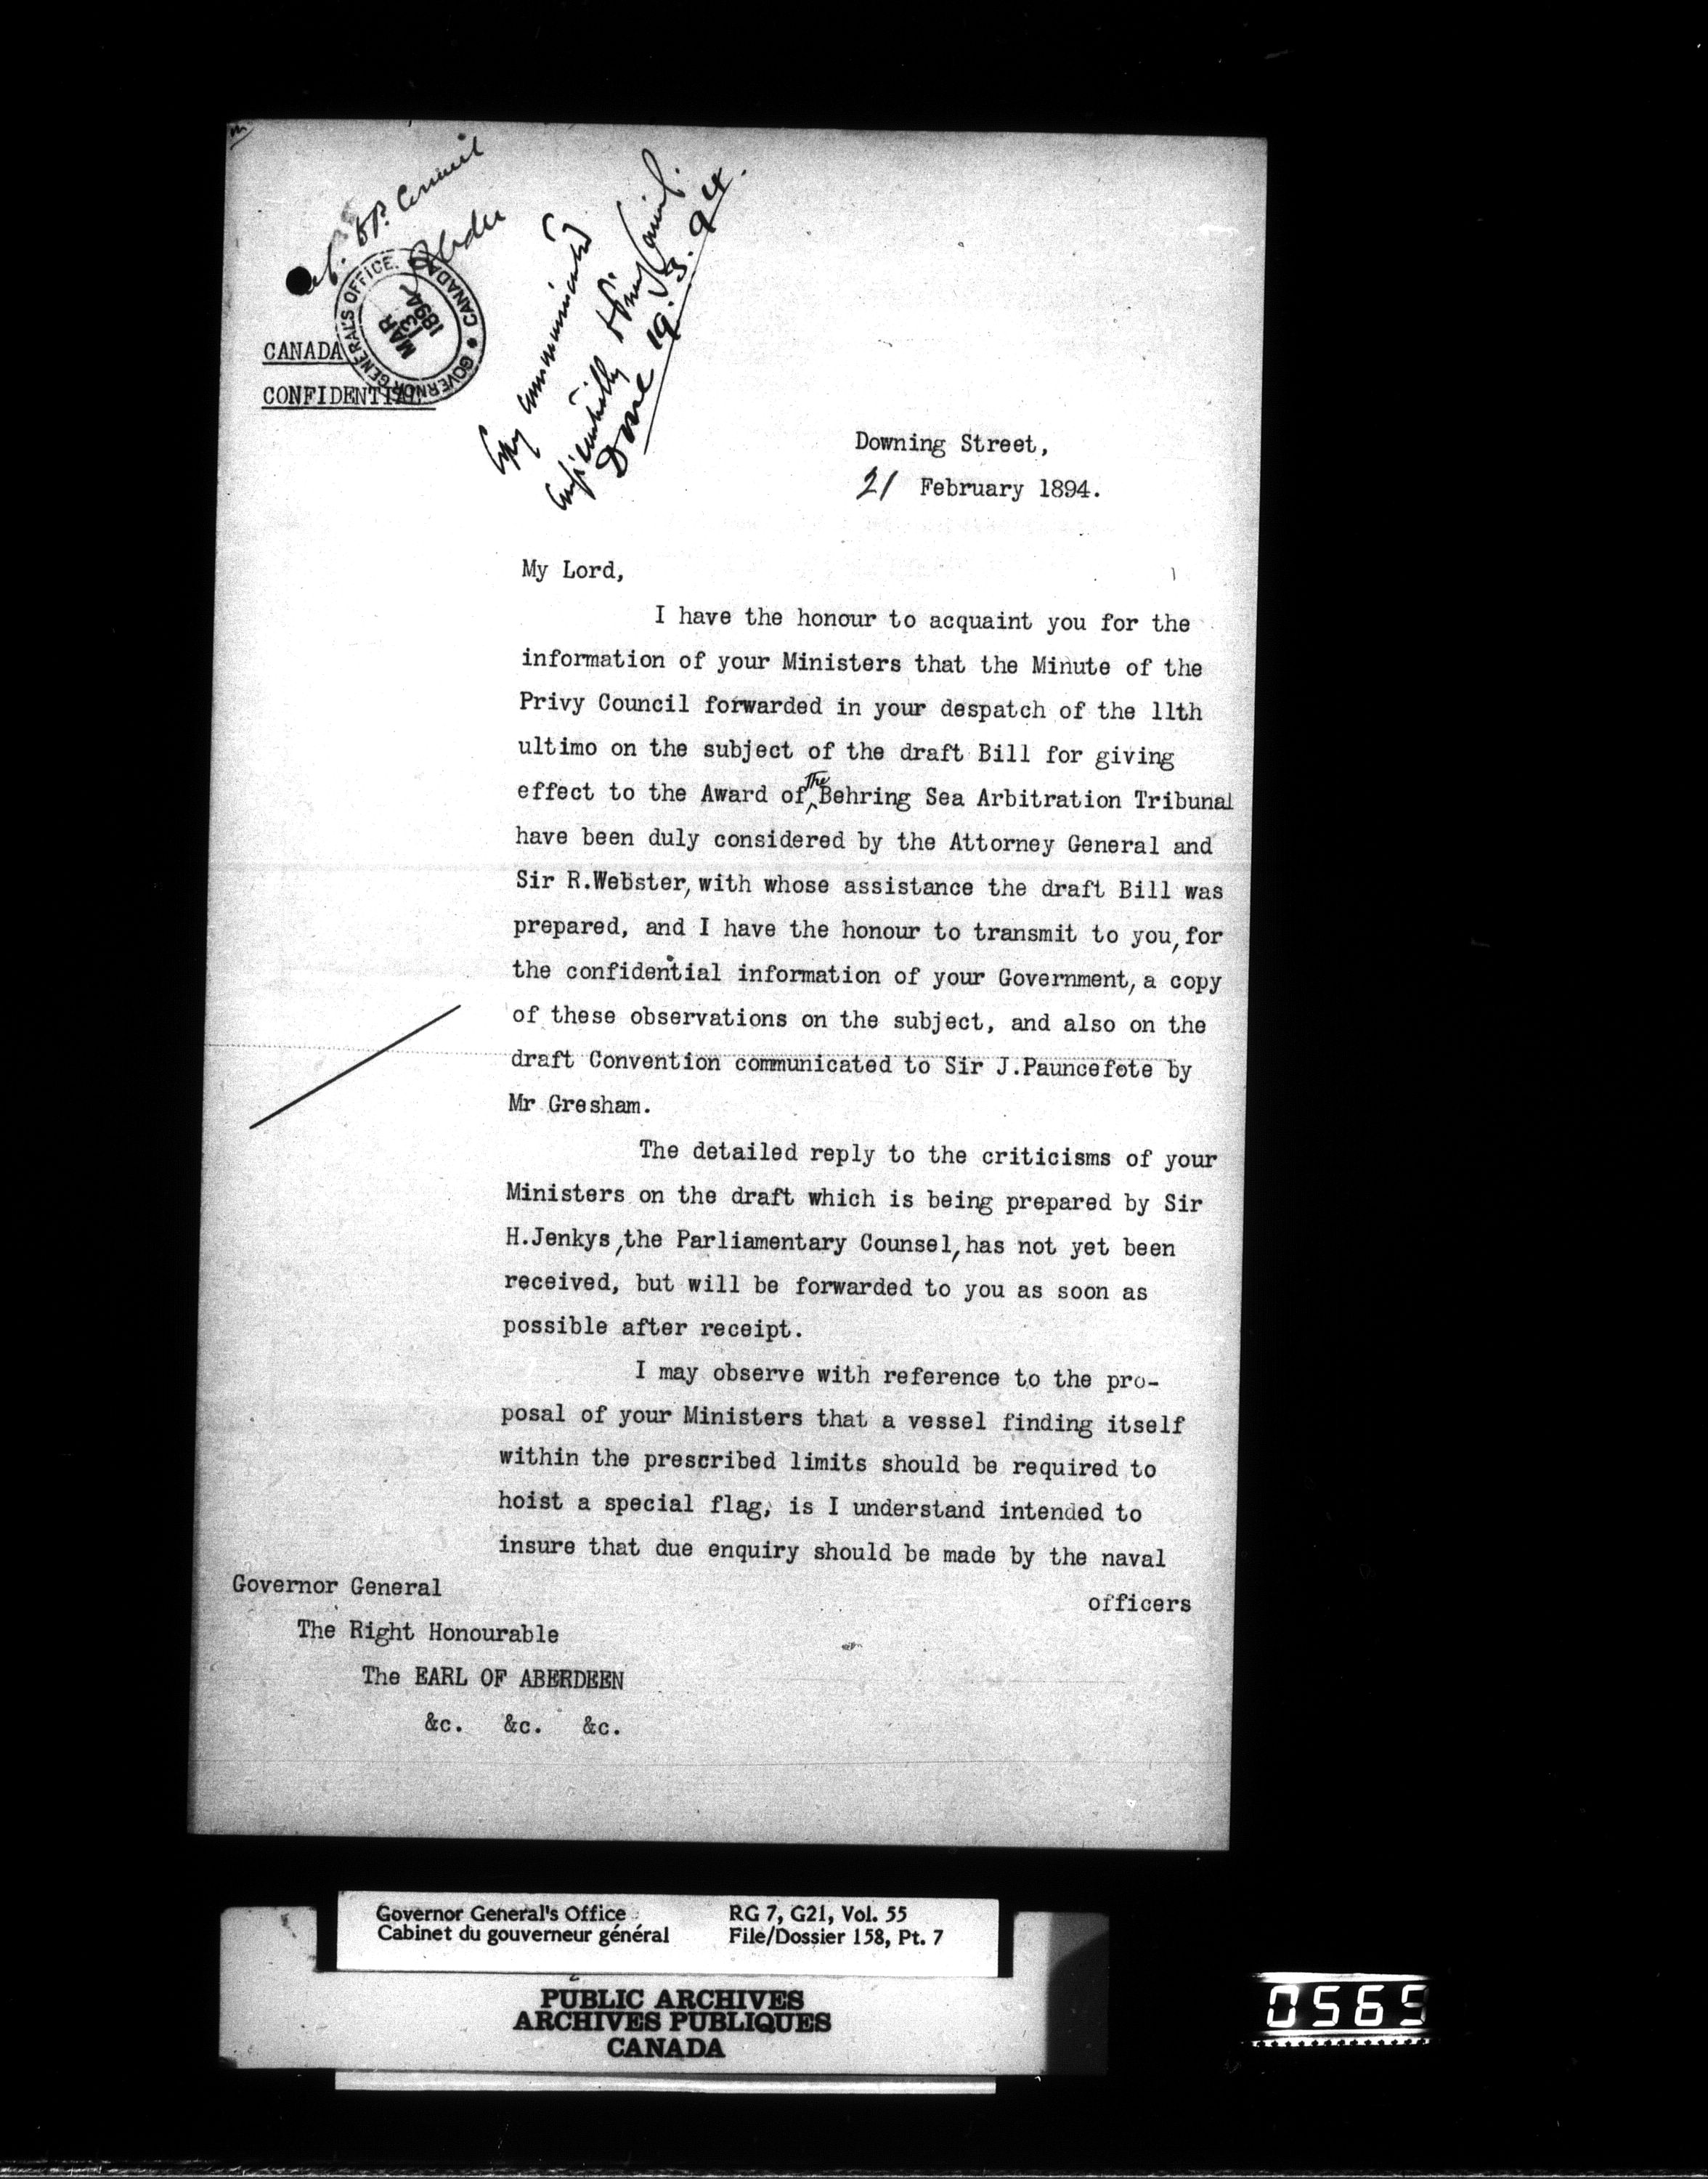 Copy communicated
confidentially to Privy Council.
Done 19.3.94.
GOVERNOR GENERAL'S OFFICE. CANADA
MAR
13
1894
CANADA
CONFIDENTIAL
Downing Street,
21 February 1894.
My Lord,
I have the honour to acquaint you for the
information of your Ministers that the Minute of the
Privy Council forwarded in your despatch of the 11th
ultimo on the subject of the draft Bill for giving
effect to the Award of The Behring Sea Arbitration Tribunal
have been duly considered by the Attorney General and
Sir R.Webster, with whose assistance the draft Bill was
prepared, and I have the honour to transmit to you, for
the confidential information of your Government, a copy
of these observations on the subject, and also on the
draft Convention communicated to Sir J.Pauncefote by
Mr Gresham.
The detailed reply to the criticisms of your
Ministers on the draft which is being prepared by Sir
H.Jenkys, the Parliamentary Counsel, has not yet been
received, but will be forwarded to you as soon as
possible after receipt.
I may observe with reference to the pro-
posal of your Ministers that a vessel finding itself
within the prescribed limits should be required to
hoist a special flag, is I understand intended to
insure that due enquiry should be made by the naval
officers
Governor General
The Right Honourable
The EARL OF ABERDEEN
&c. &c. &c.
Governor General's Office RG 7, G21, Vol. 55
Cabinet du gouverneur général File/Dossier 158, Pt. 7
PUBLIC ARCHIVES
ARCHIVES PUBLIQUES
CANADA
0565